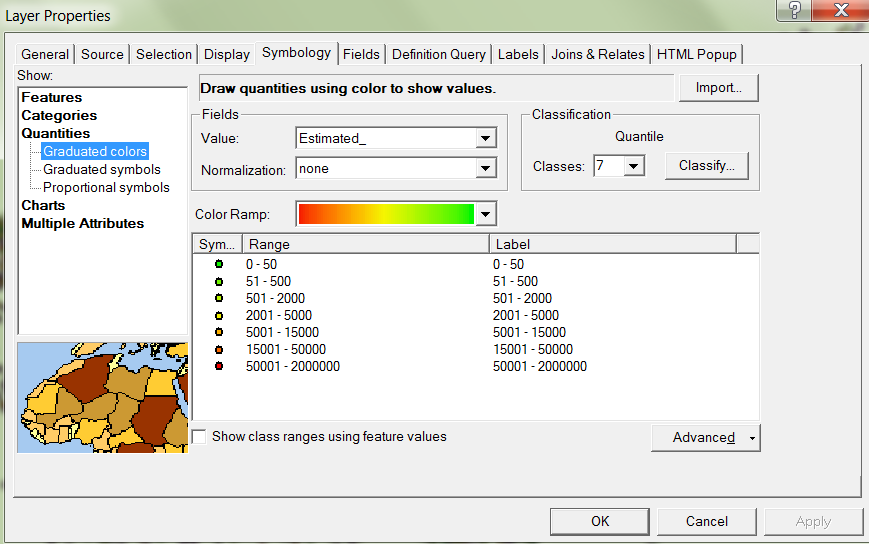 Layer Properties
? X
General Source Selection Display Symbology Fields Definition Query Labels Joins & Relates HTML Popup
Show:
Features
Categories
Quantities
Graduated colors
Graduated symbols
Proportional symbols
Charts
Multiple Attributes
Draw quantities using color to show values.
Import...
Fields
Value: Estimated_
Normalization: none
Classification
Quantile
Classes: 7 Classify...
Color Ramp:
Sym... Range Label
0 - 50 0 - 50
51 - 500 51 - 500
501 - 2000 501 - 2000
2001 - 5000 2001 - 5000
5001 - 15000 5001 - 15000
15001 - 50000 15001 - 50000
50001 - 2000000 50001 - 2000000
Show class ranges using feature values
Advanced
OK Cancel Apply